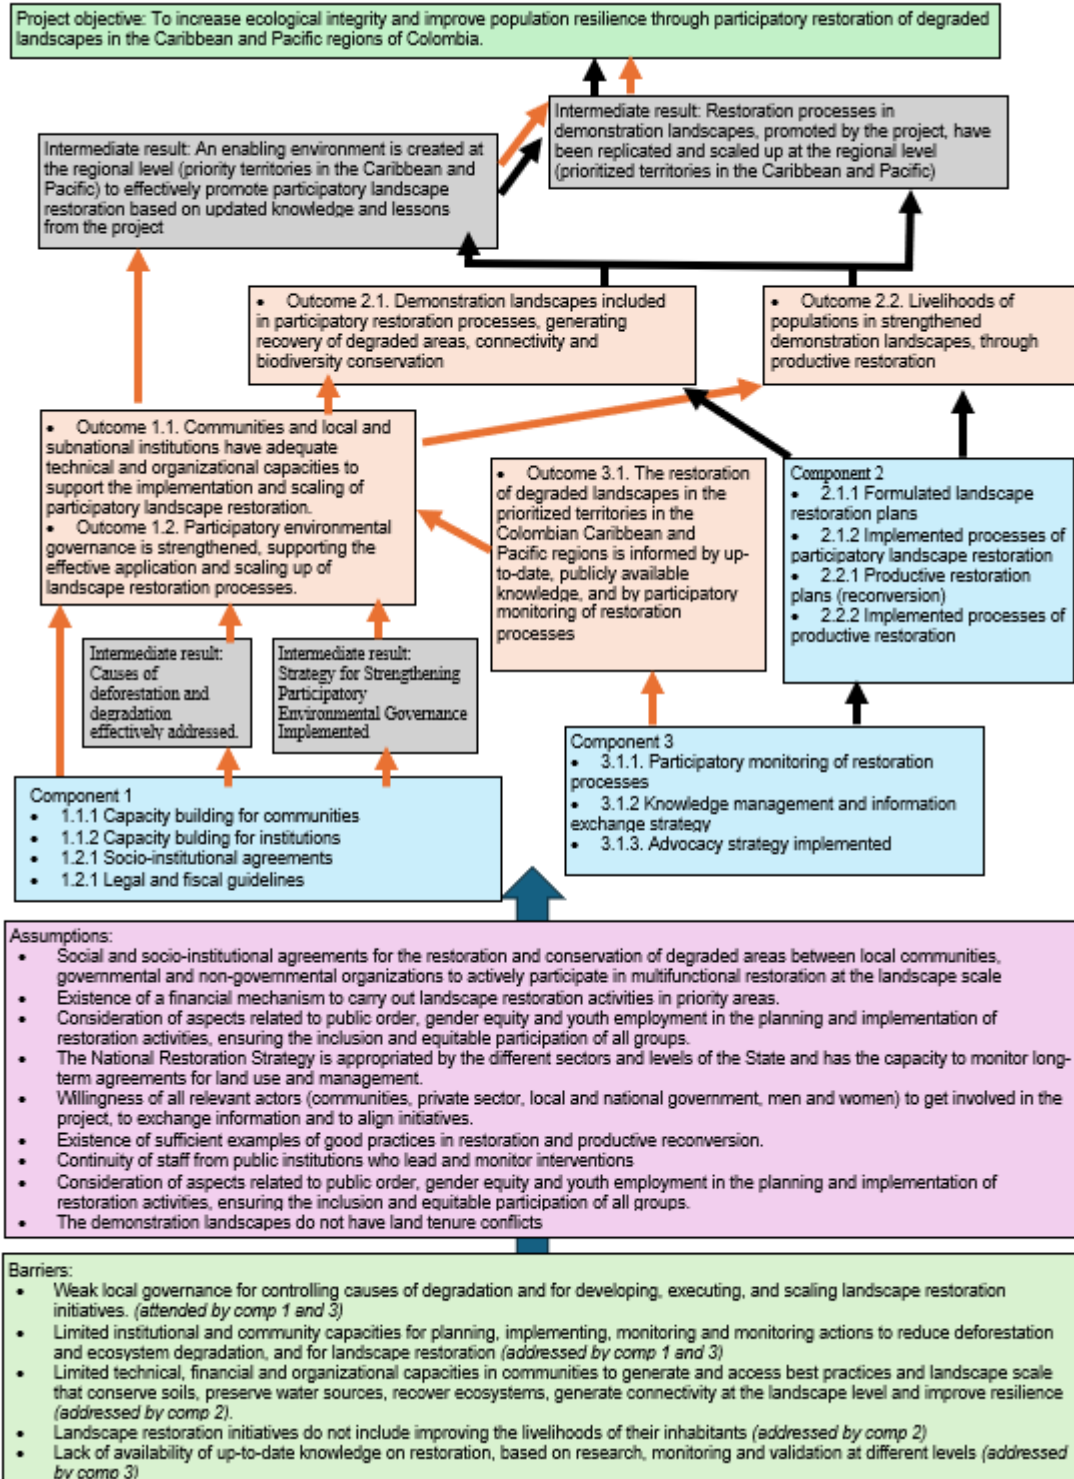 Project objective: To increase ecological integrity and improve population resilience through participatory restoration of degraded
landscapes in the Caribbean and Pacific regions of Colombia.
Intermediate result: Restoration processes in
demonstration landscapes, promoted by the project, have
been replicated and scaled up at the regional level
(prioritized territories in the Caribbean and Pacific)
Intermediate result: An enabling environment is created at
the regional level (priority territories in the Caribbean and
Pacific) to effectively promote participatory landscape
restoration based on updated knowledge and lessons
from the project
• Outcome 2.1. Demonstration landscapes included
in participatory restoration processes, generating
recovery of degraded areas, connectivity and
biodiversity conservation
• Outcome 2.2. Livelihoods of
populations in strengthened
demonstration landscapes, through
productive restoration
• Outcome 1.1. Communities and local and
subnational institutions have adequate
technical and organizational capacities to
support the implementation and scaling of
participatory landscape restoration.
• Outcome 1.2. Participatory environmental
governance is strengthened, supporting the
effective application and scaling up of
landscape restoration processes.
• Outcome 3.1. The restoration
of degraded landscapes in the
prioritized territories in the
Colombian Caribbean and
Pacific regions is informed by up-
to-date, publicly available
knowledge, and by participatory
monitoring of restoration
processes
Component 2
• 2.1.1 Formulated landscape
restoration plans
• 2.1.2 Implemented processes of
participatory landscape restoration
• 2.2.1 Productive restoration
plans (reconversion)
• 2.2.2 Implemented processes of
productive restoration
Intermediate result:
Causes of
deforestation and
degradation
effectively addressed.
Intermediate result:
Strategy for Strengthening
Participatory
Environmental Governance
Implemented
Component 3
• 3.1.1. Participatory monitoring of restoration
processes
• 3.1.2 Knowledge management and information
exchange strategy
• 3.1.3. Advocacy strategy implemented
Component 1
• 1.1.1 Capacity building for communities
• 1.1.2 Capacity bulding for institutions
• 1.2.1 Socio-institutional agreements
• 1.2.1 Legal and fiscal guidelines
Assumptions:
• Social and socio-institutional agreements for the restoration and conservation of degraded areas between local communities,
governmental and non-governmental organizations to actively participate in multifunctional restoration at the landscape scale
• Existence of a financial mechanism to carry out landscape restoration activities in priority areas.
• Consideration of aspects related to public order, gender equity and youth employment in the planning and implementation of
restoration activities, ensuring the inclusion and equitable participation of all groups.
• The National Restoration Strategy is appropriated by the different sectors and levels of the State and has the capacity to monitor long-
term agreements for land use and management.
• Willingness of all relevant actors (communities, private sector, local and national government, men and women) to get involved in the
project, to exchange information and to align initiatives.
• Existence of sufficient examples of good practices in restoration and productive reconversion.
• Continuity of staff from public institutions who lead and monitor interventions
• Consideration of aspects related to public order, gender equity and youth employment in the planning and implementation of
restoration activities, ensuring the inclusion and equitable participation of all groups.
• The demonstration landscapes do not have land tenure conflicts
Barriers:
• Weak local governance for controlling causes of degradation and for developing, executing, and scaling landscape restoration
initiatives. (attended by comp 1 and 3)
• Limited institutional and community capacities for planning, implementing, monitoring and monitoring actions to reduce deforestation
and ecosystem degradation, and for landscape restoration (addressed by comp 1 and 3)
• Limited technical, financial and organizational capacities in communities to generate and access best practices and landscape scale
that conserve soils, preserve water sources, recover ecosystems, generate connectivity at the landscape level and improve resilience
(addressed by comp 2).
• Landscape restoration initiatives do not include improving the livelihoods of their inhabitants (addressed by comp 2)
• Lack of availability of up-to-date knowledge on restoration, based on research, monitoring and validation at different levels (addressed
by comp 3)